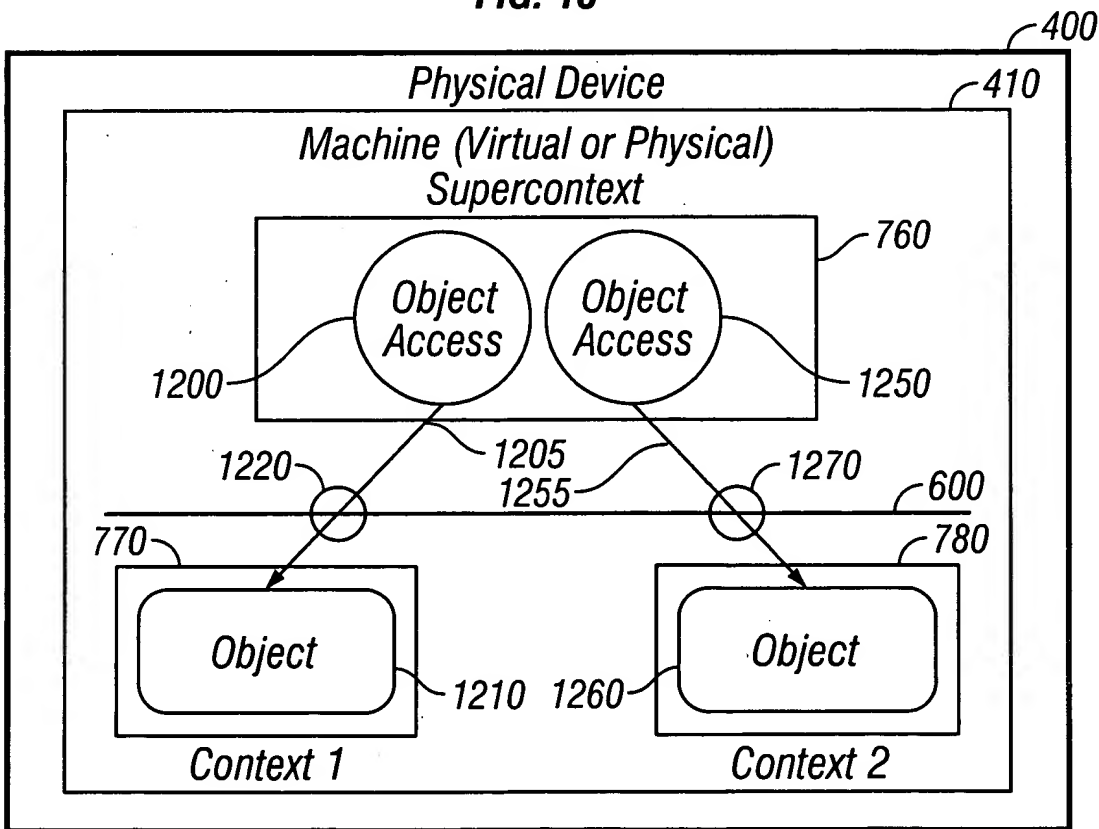 400
Physical Device
410
Machine (Virtual or Physical)
Supercontext
760
Object
Access
Object
Access
1200
1250
1205
1220
1255
1270
600
770
780
Object
Object
1210
1260
Context 1
Context 2